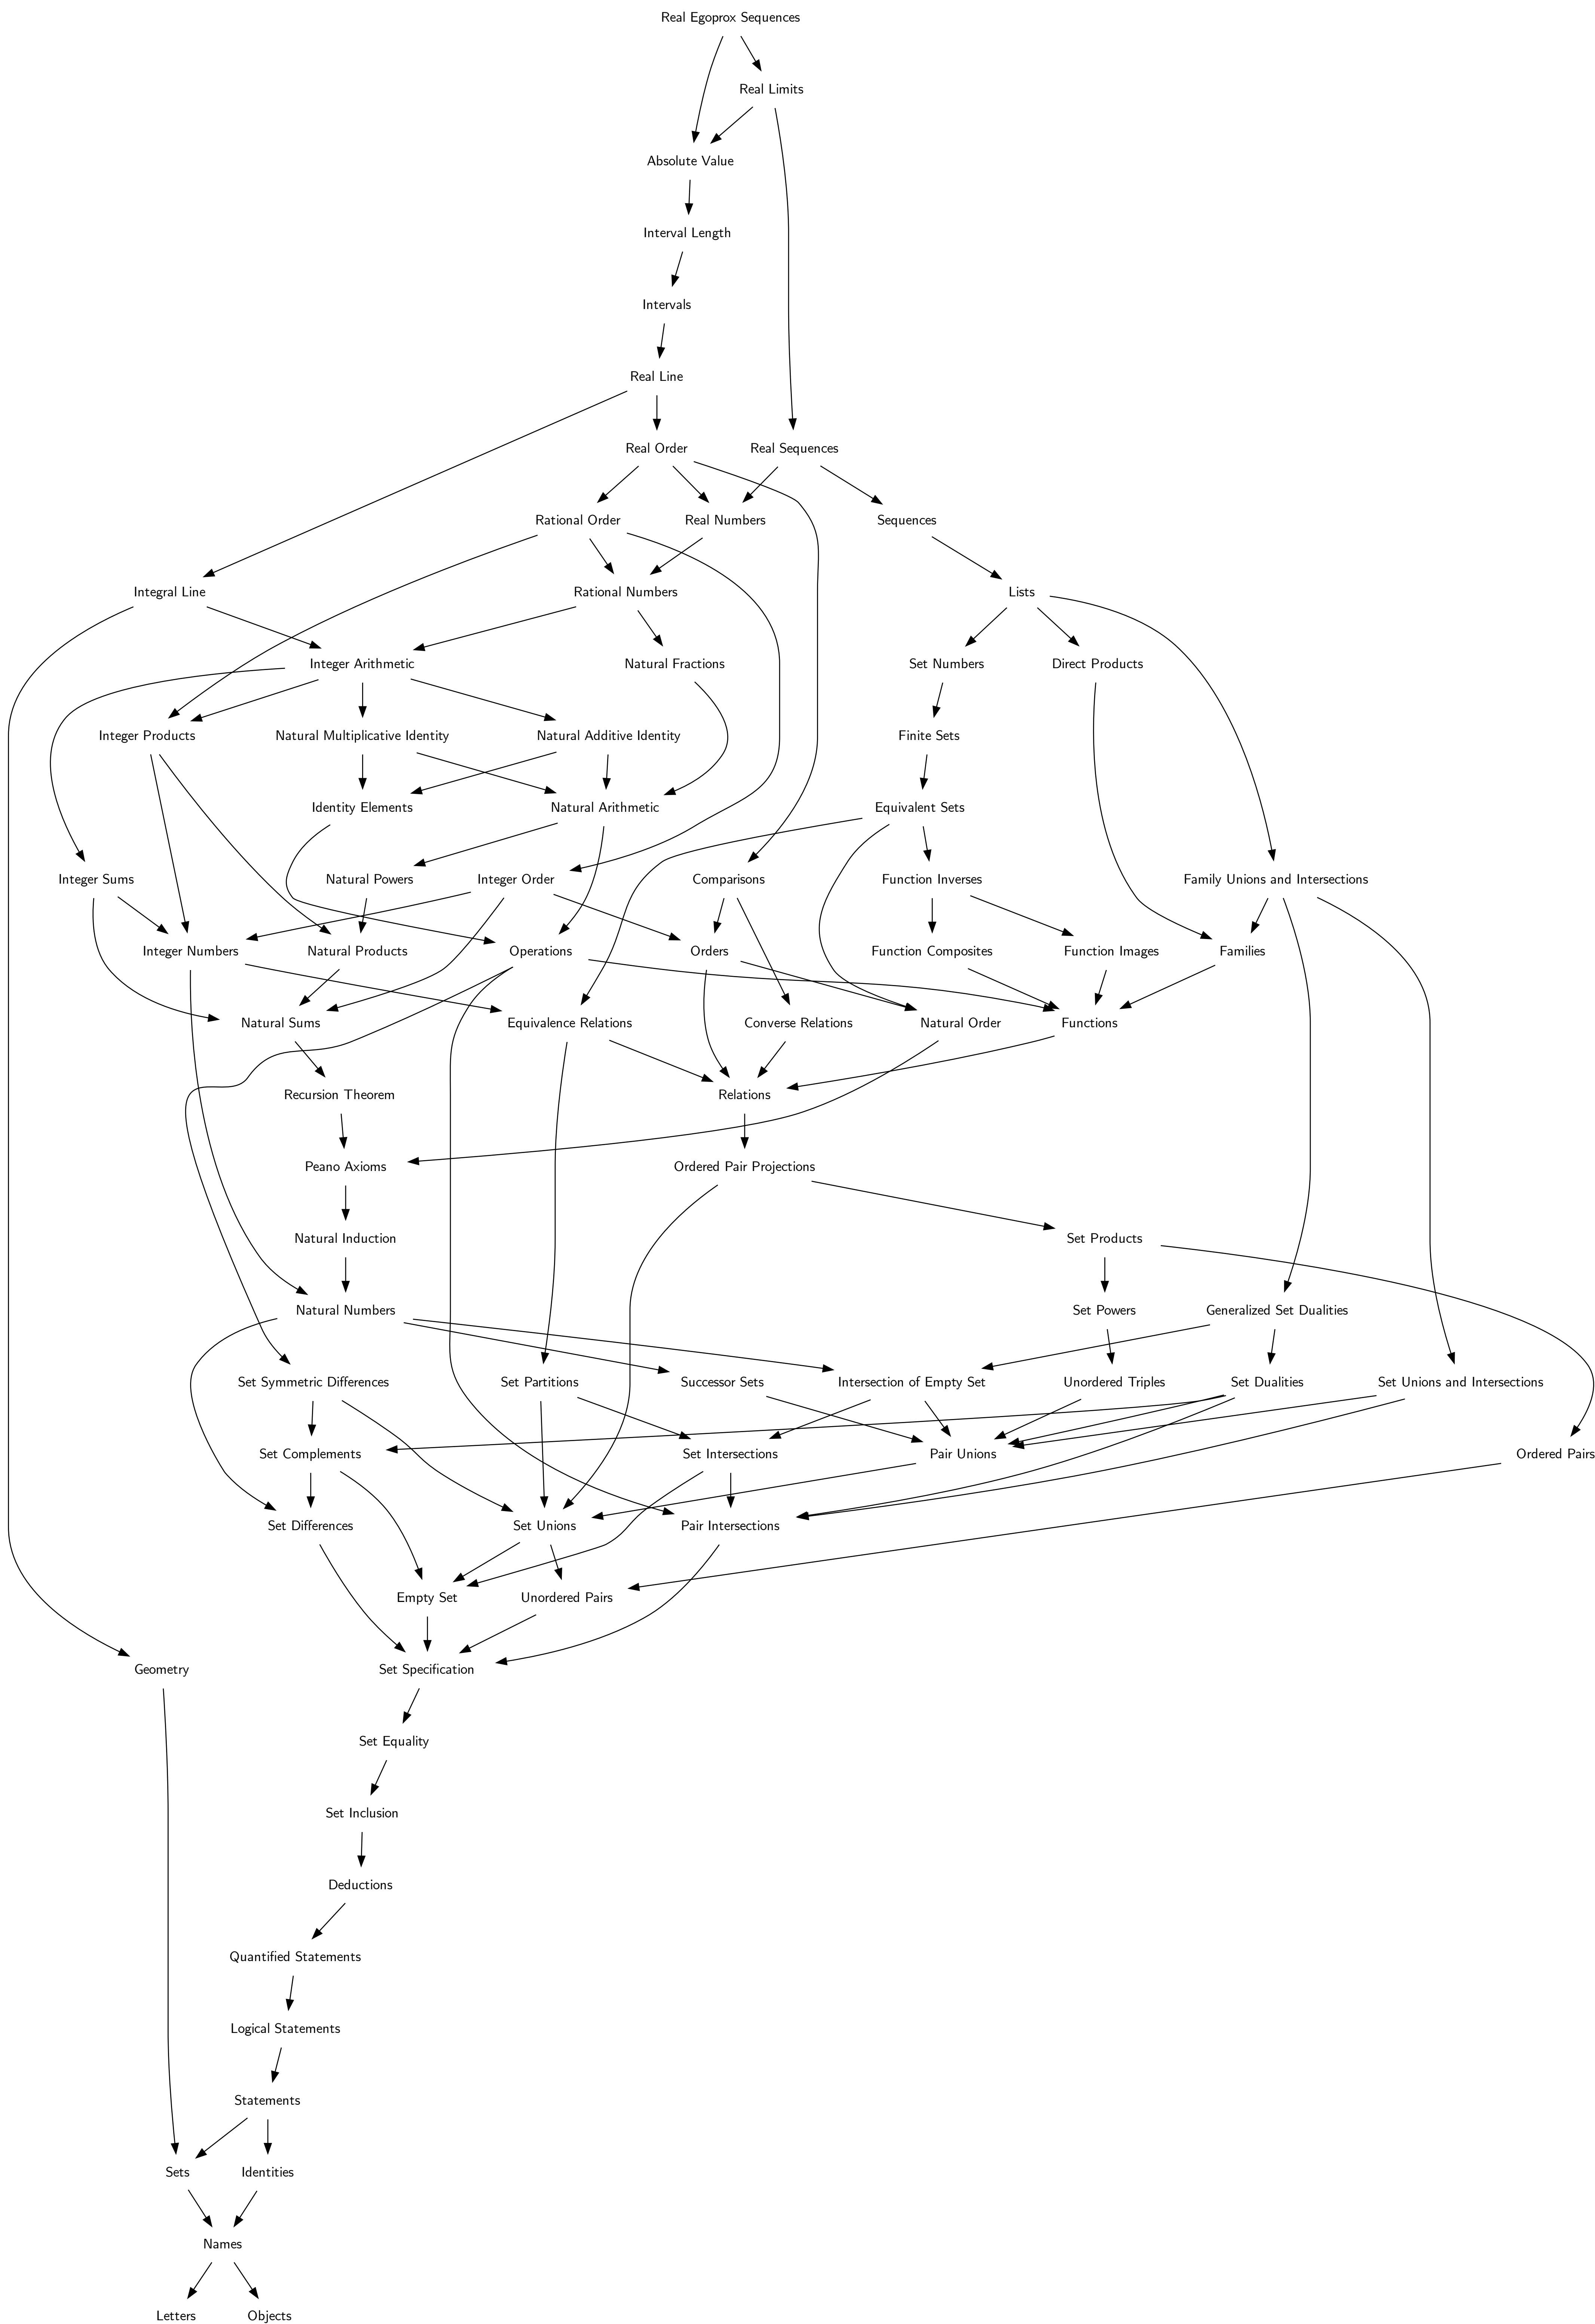 Real Egoprox Sequences
Real Limits
Absolute Value
Interval Length
Intervals
Real Line
Real Order
Real Sequences
Rational Order
Real Numbers
Sequences
Integral Line
Rational Numbers
Lists
Integer Arithmetic
Natural Fractions
Set Numbers
Direct Products
Integer Products
Natural Multiplicative Identity
Natural Additive Identity
Finite Sets
Identity Elements
Natural Arithmetic
Equivalent Sets
Integer Sums
Natural Powers
Integer Order
Comparisons
Function Inverses
Family Unions and Intersections
Integer Numbers
Natural Products
Operations
Orders
Function Composites
Function Images
Families
Natural Sums
Equivalence Relations
Converse Relations
Natural Order
Functions
Recursion Theorem
Relations
Peano Axioms
Ordered Pair Projections
Natural Induction
Set Products
Natural Numbers
Set Powers
Generalized Set Dualities
Set Symmetric Differences
Set Partitions
Successor Sets
Intersection of Empty Set
Unordered Triples
Set Dualities
Set Unions and Intersections
Set Complements
Set Intersections
Pair Unions
Ordered Pairs
Set Differences
Set Unions
Pair Intersections
Empty Set
Unordered Pairs
Geometry
Set Specification
Set Equality
Set Inclusion
Deductions
Quantified Statements
Logical Statements
Statements
Sets
Identities
Names
Letters
Objects